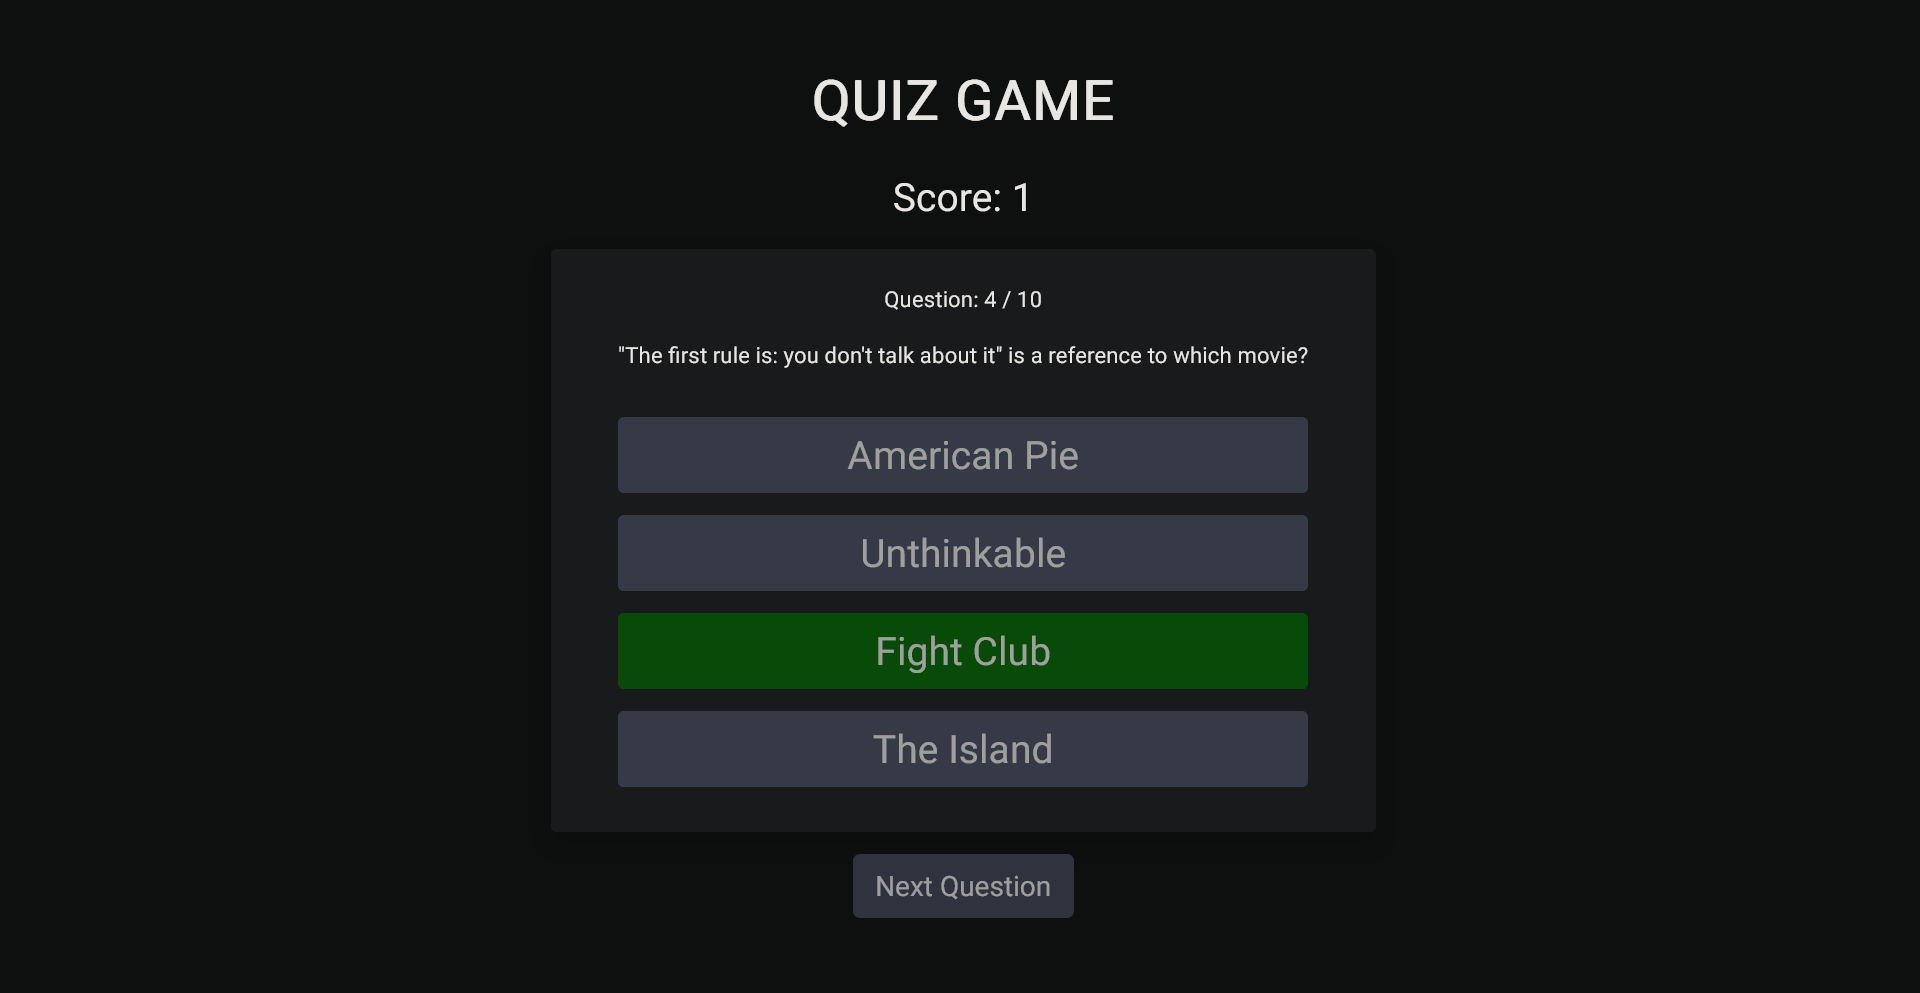 QUIZ GAME
Score: 1
Question: 4 / 10
"The first rule is: you don't talk about it" is a reference to which movie?
American Pie
Unthinkable
Fight Club
The Island
Next Question